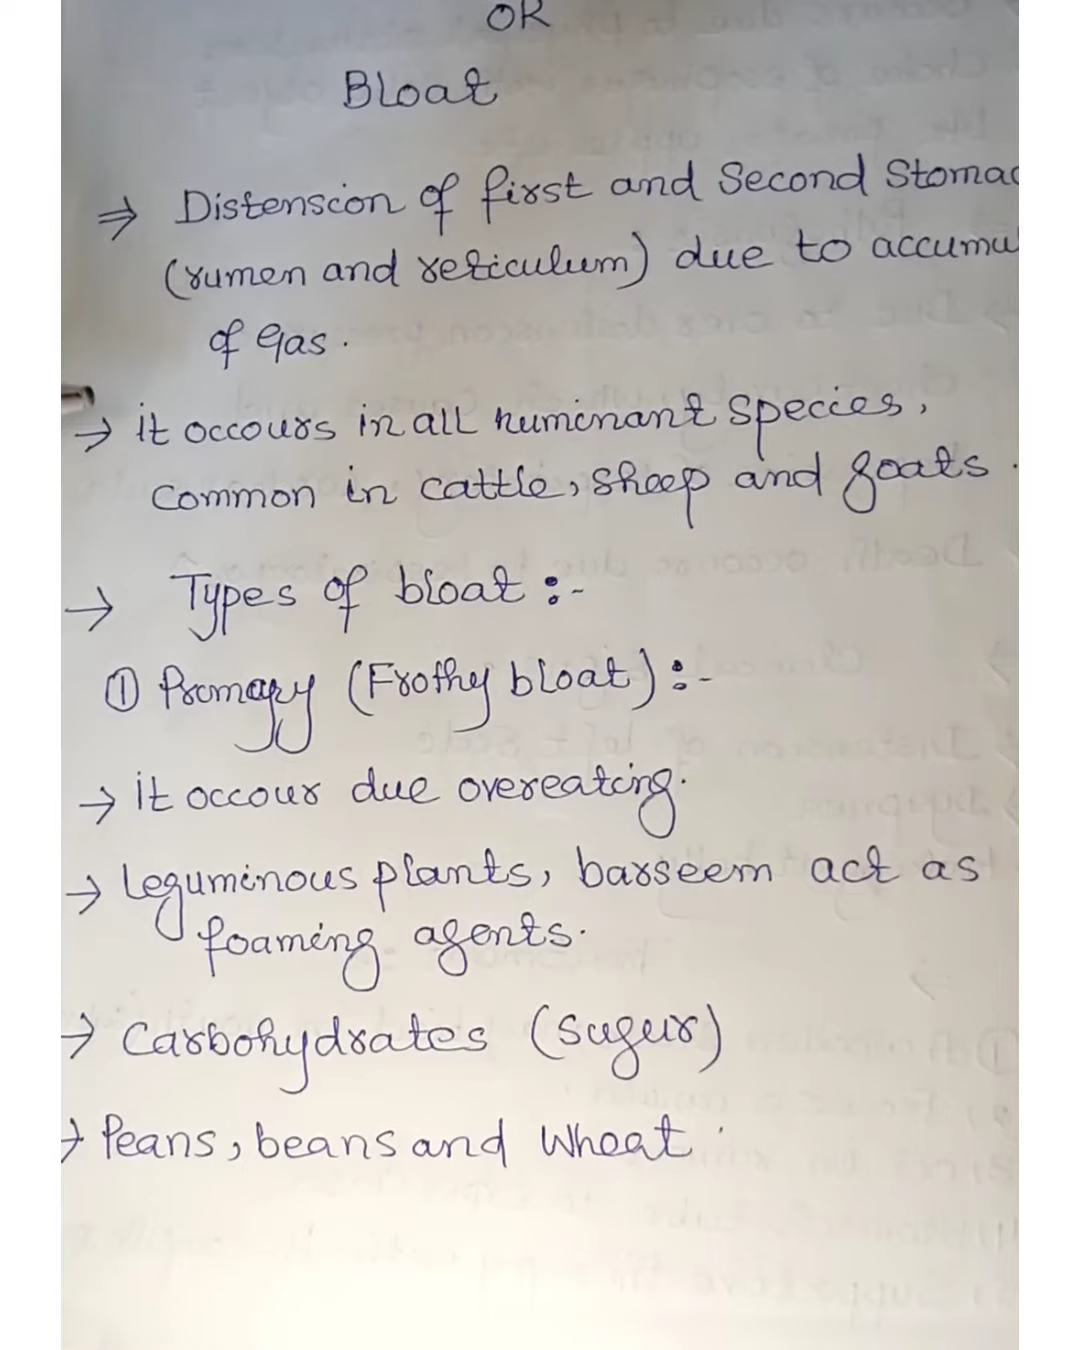 OR
Bloat
⇒ Distension of first and Second Stomac
(rumen and reticulum) due to accumu
of Gas.
→ it occours in all ruminant species,
common in cattle, sheep and goats.
→ Types of bloat :-
① Primary (Frothy bloat) :-
→ it occour due overeating.
→ Leguminous plants, barseem act as
foaming agents.
→ Carbohydrates (sugur)
→ Peans, beans and wheat.